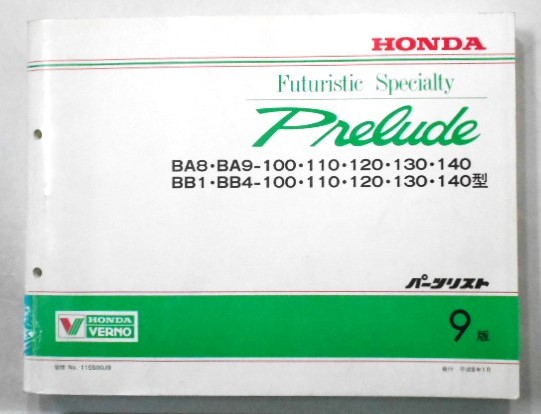 HONDA
Futuristic Specialty
Prelude
BA8・BA9-100・110・120・130・140
BB1・BB4-100・110・120・130・140型
パーツリスト
HONDA
VERNO
9版